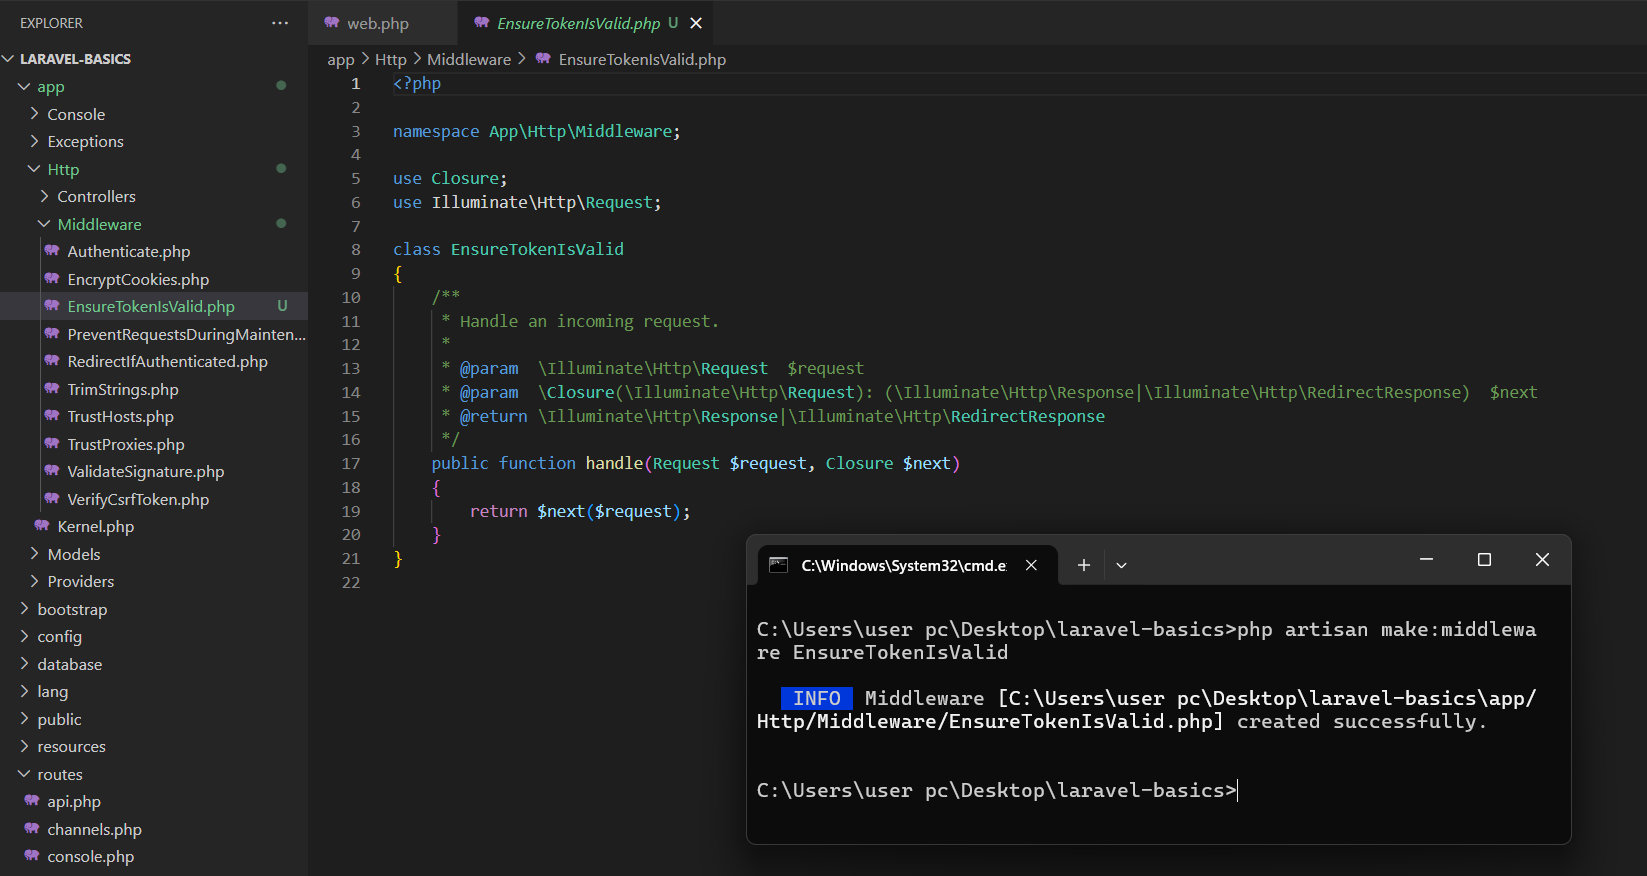 EXPLORER
···
LARAVEL-BASICS
app
Console
Exceptions
Http
Controllers
Middleware
Authenticate.php
EncryptCookies.php
EnsureTokenIsValid.php U
PreventRequestsDuringMainten...
RedirectIfAuthenticated.php
TrimStrings.php
TrustHosts.php
TrustProxies.php
ValidateSignature.php
VerifyCsrfToken.php
Kernel.php
Models
Providers
bootstrap
config
database
lang
public
resources
routes
api.php
channels.php
console.php
web.php
EnsureTokenIsValid.php U
app > Http > Middleware > EnsureTokenIsValid.php
1 <?php
2
3 namespace App\Http\Middleware;
4
5 use Closure;
6 use Illuminate\Http\Request;
7
8 class EnsureTokenIsValid
9 {
10 /**
11 * Handle an incoming request.
12 *
13 * @param  \Illuminate\Http\Request  $request
14 * @param  \Closure(\Illuminate\Http\Request): (\Illuminate\Http\Response|\Illuminate\Http\RedirectResponse)  $next
15 * @return \Illuminate\Http\Response|\Illuminate\Http\RedirectResponse
16 */
17 public function handle(Request $request, Closure $next)
18 {
19 return $next($request);
20 }
21 }
22
C:\Windows\System32\cmd.e
C:\Users\user pc\Desktop\laravel-basics>php artisan make:middlewa
re EnsureTokenIsValid
INFO Middleware [C:\Users\user pc\Desktop\laravel-basics\app/
Http/Middleware/EnsureTokenIsValid.php] created successfully.
C:\Users\user pc\Desktop\laravel-basics>